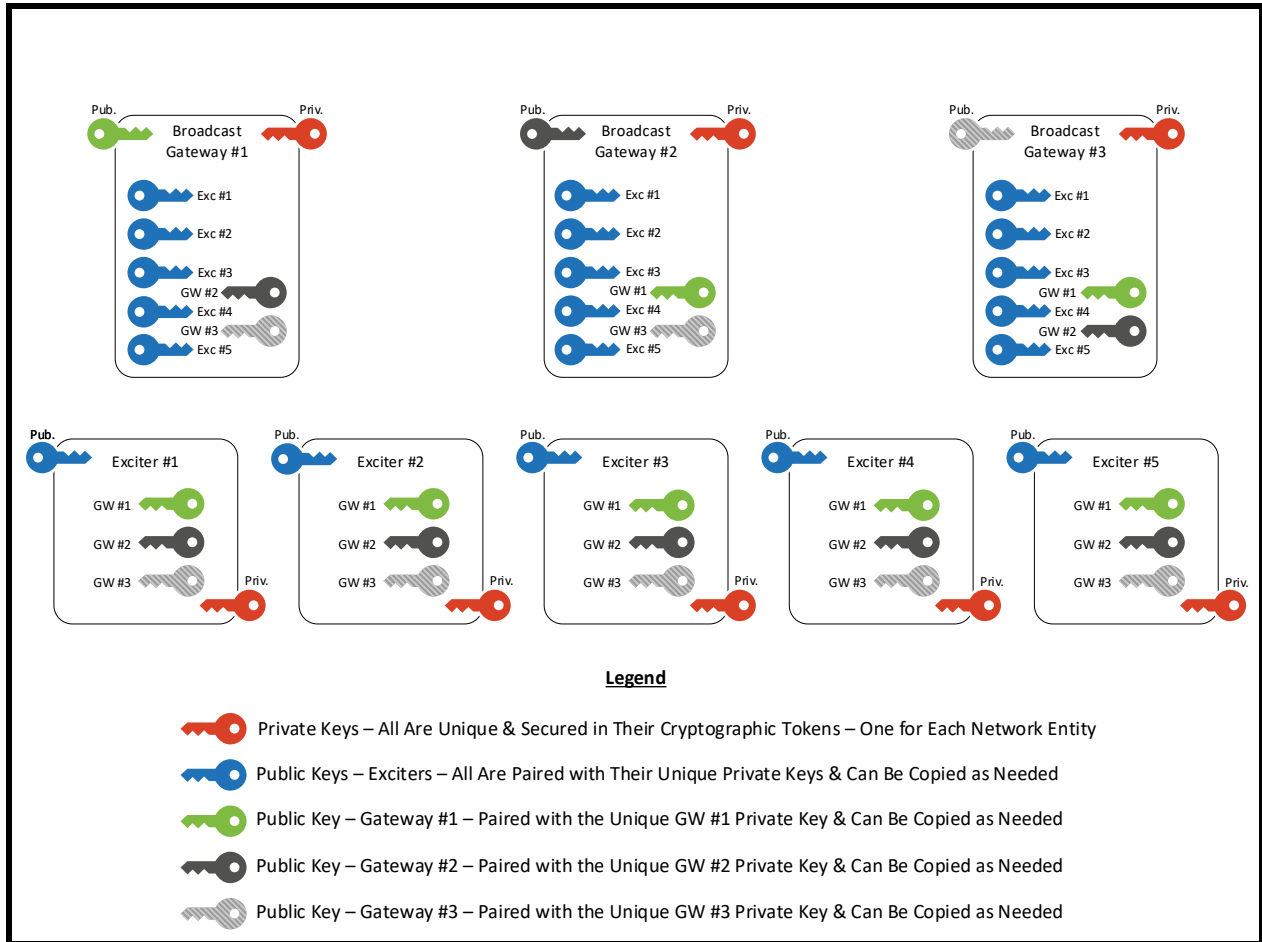 Pub.
Priv.
Broadcast
Gateway #1
Exc #1
Exc #2
Exc #3
GW #2
Exc #4
GW #3
Exc #5
Pub.
Priv.
Broadcast
Gateway #2
Exc #1
Exc #2
Exc #3
GW #1
Exc #4
GW #3
Exc #5
Pub.
Priv.
Broadcast
Gateway #3
Exc #1
Exc #2
Exc #3
GW #1
Exc #4
GW #2
Exc #5
Pub.
Exciter #1
GW #1
GW #2
GW #3
Priv.
Pub.
Exciter #2
GW #1
GW #2
GW #3
Priv.
Pub.
Exciter #3
GW #1
GW #2
GW #3
Priv.
Pub.
Exciter #4
GW #1
GW #2
GW #3
Priv.
Pub.
Exciter #5
GW #1
GW #2
GW #3
Priv.
Legend
Private Keys – All Are Unique & Secured in Their Cryptographic Tokens – One for Each Network Entity
Public Keys – Exciters – All Are Paired with Their Unique Private Keys & Can Be Copied as Needed
Public Key – Gateway #1 – Paired with the Unique GW #1 Private Key & Can Be Copied as Needed
Public Key – Gateway #2 – Paired with the Unique GW #2 Private Key & Can Be Copied as Needed
Public Key – Gateway #3 – Paired with the Unique GW #3 Private Key & Can Be Copied as Needed